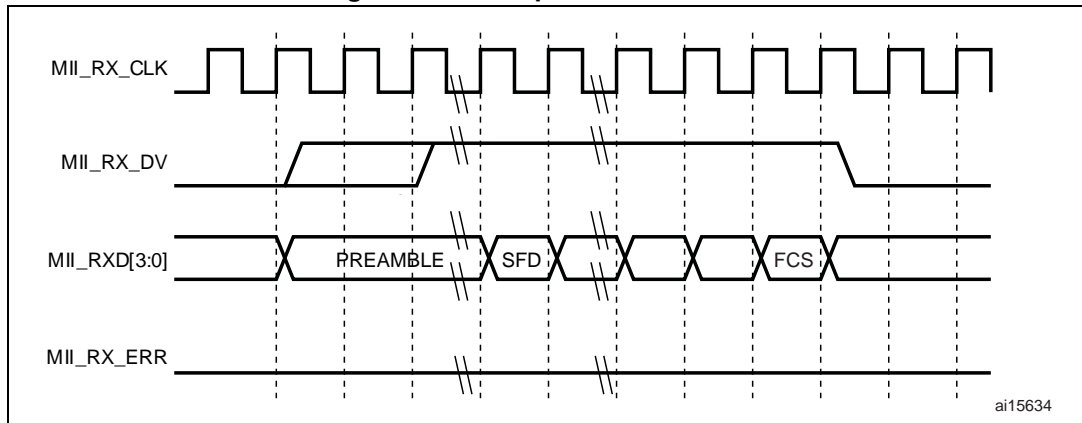 MII_RX_CLK
MII_RX_DV
MII_RXD[3:0]
PREAMBLE
SFD
FCS
MII_RX_ERR
ai15634